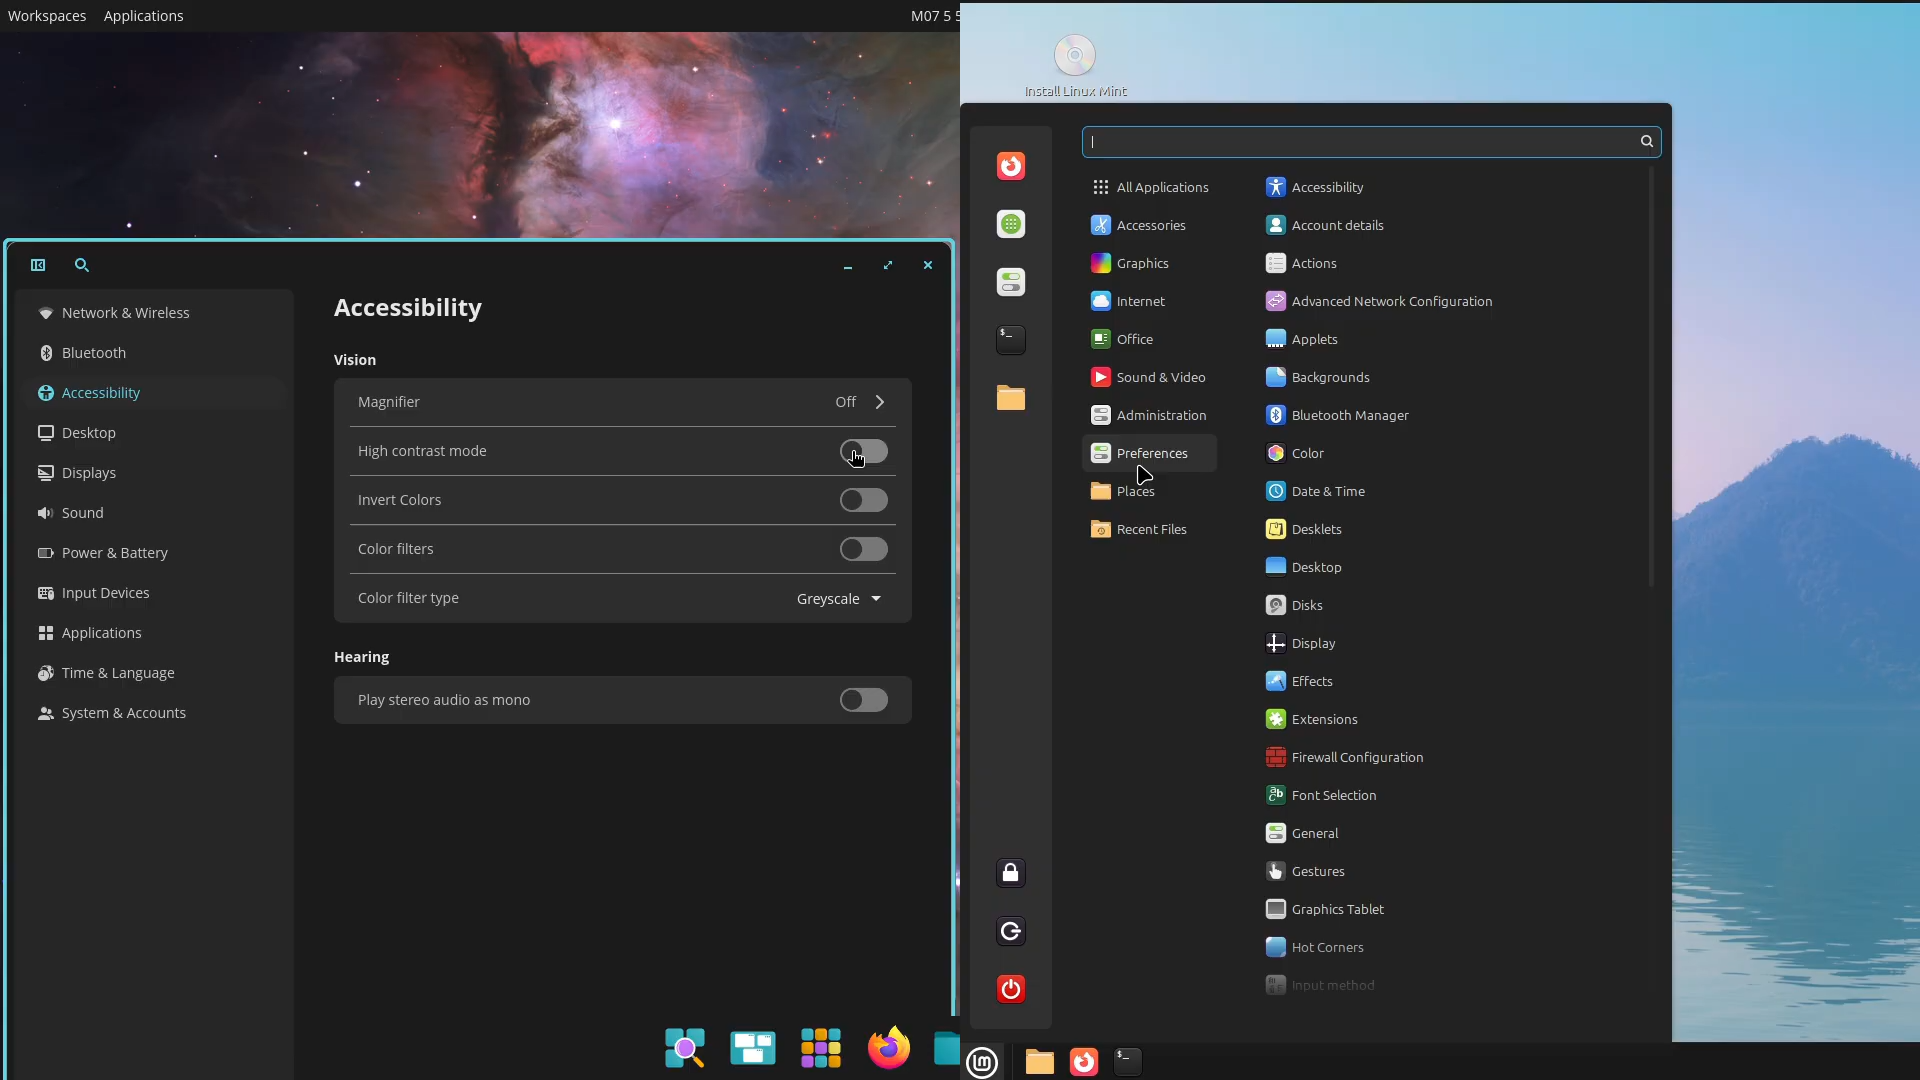 Workspaces
Applications
M07 5 5
Network & Wireless
Bluetooth
Accessibility
Desktop
Displays
Sound
Power & Battery
Input Devices
Applications
Time & Language
System & Accounts
Accessibility
Vision
Magnifier
Off
High contrast mode
Invert Colors
Color filters
Color filter type
Greyscale
Hearing
Play stereo audio as mono
Install Linux Mint
All Applications
Accessories
Graphics
Internet
Office
Sound & Video
Administration
Preferences
Places
Recent Files
Accessibility
Account details
Actions
Advanced Network Configuration
Applets
Backgrounds
Bluetooth Manager
Color
Date & Time
Desklets
Desktop
Disks
Display
Effects
Extensions
Firewall Configuration
Font Selection
General
Gestures
Graphics Tablet
Hot Corners
Input method